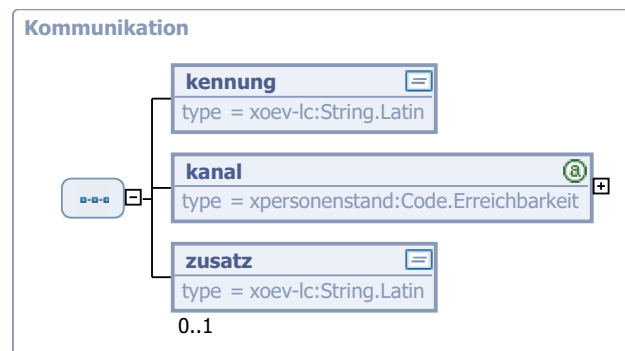 Kommunikation
kennung
type = xoev-lc:String.Latin
kanal
type = xpersonenstand:Code.Erreichbarkeit
zusatz
type = xoev-lc:String.Latin
0..1